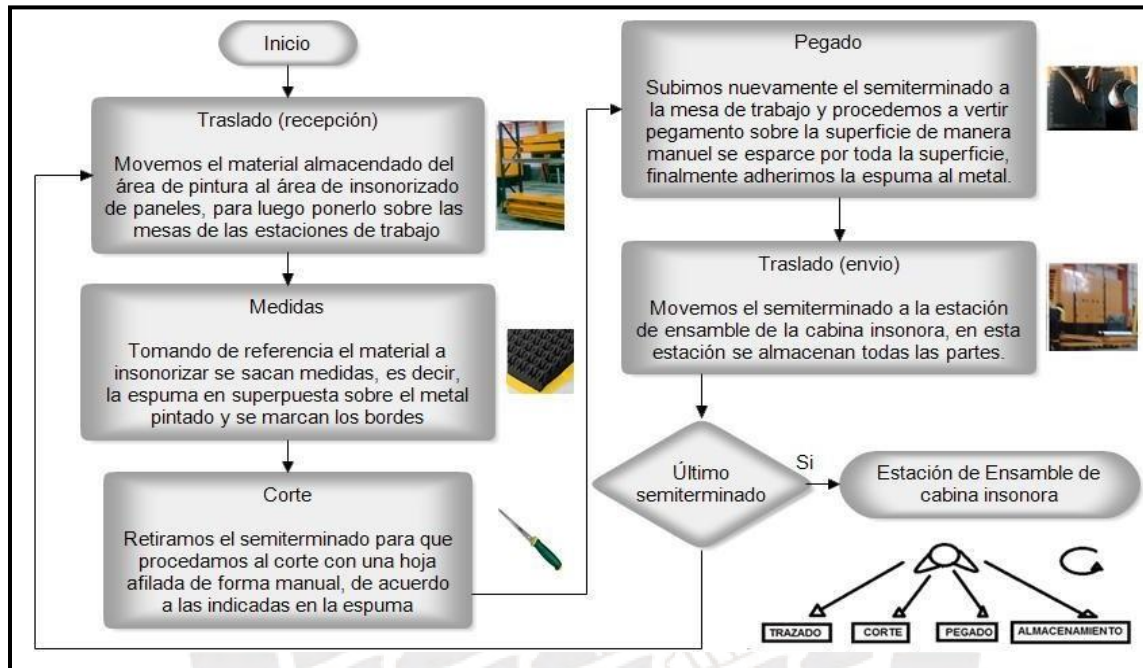 Inicio
Traslado (recepción)
Movemos el material almacendado del
área de pintura al área de insonorizado
de paneles, para luego ponerlo sobre las
mesas de las estaciones de trabajo
Medidas
Tomando de referencia el material a
insonorizar se sacan medidas, es decir,
la espuma en superpuesta sobre el metal
pintado y se marcan los bordes
Corte
Retiramos el semiterminado para que
procedamos al corte con una hoja
afilada de forma manual, de acuerdo
a las indicadas en la espuma
Pegado
Subimos nuevamente el semiterminado a
la mesa de trabajo y procedemos a vertir
pegamento sobre la superficie de manera
manuel se esparce por toda la superficie,
finalmente adherimos la espuma al metal.
Traslado (envio)
Movemos el semiterminado a la estación
de ensamble de la cabina insonora, en esta
estación se almacenan todas las partes.
Último
semiterminado
Si
Estación de Ensamble de
cabina insonora
TRAZADO
CORTE
PEGADO
ALMACENAMIENTO